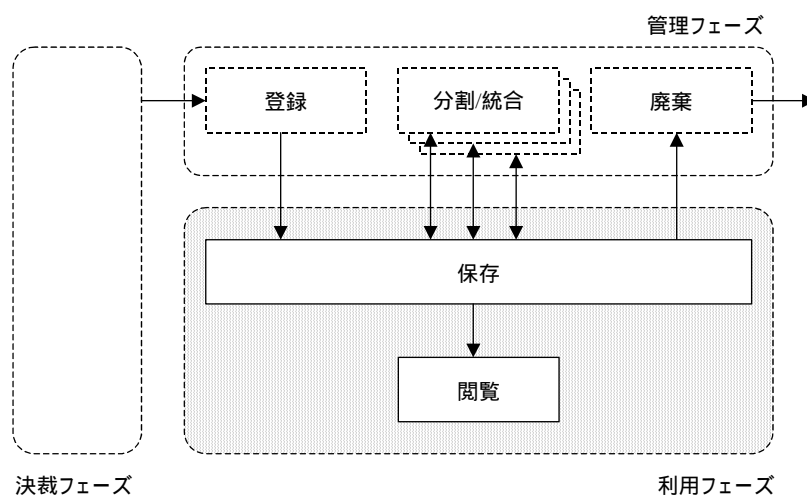 管理フェーズ
登録
分割/統合
廃棄
保存
閲覧
決裁フェーズ
利用フェーズ